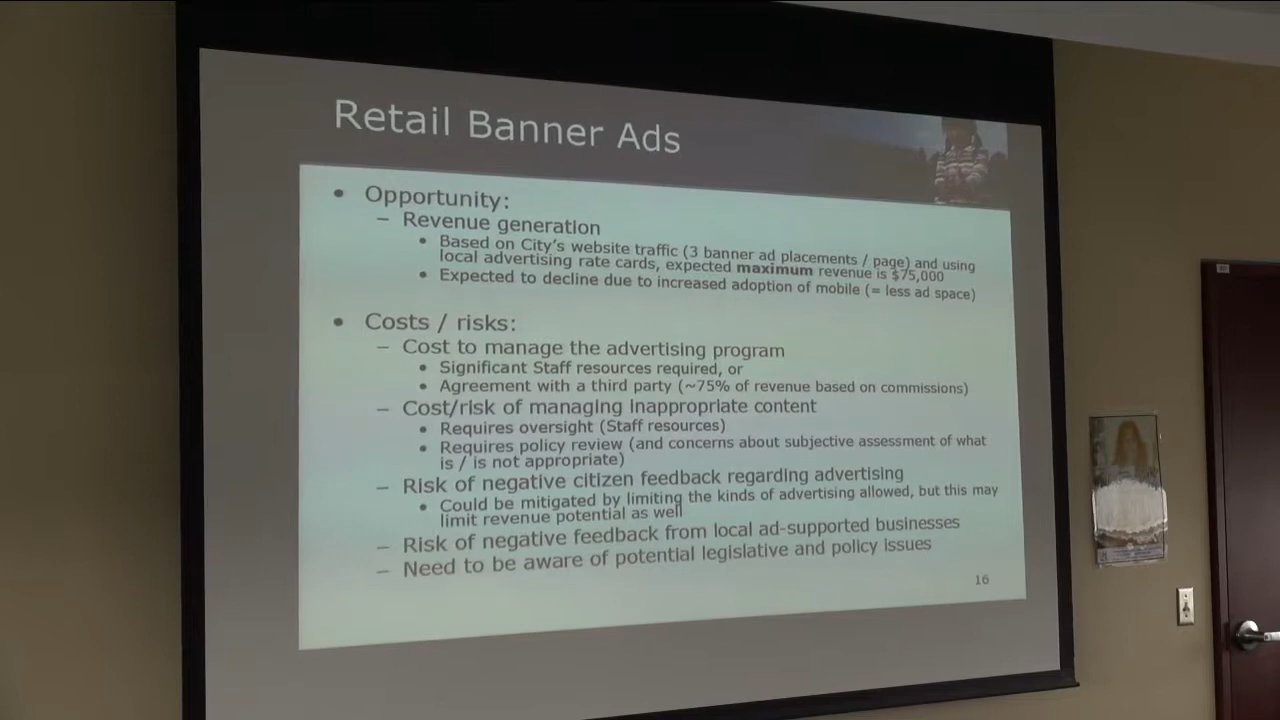 Retail Banner Ads
• Opportunity:
– Revenue generation
• Based on City's website traffic (3 banner ad placements / page) and using
local advertising rate cards, expected maximum revenue is $75,000
• Expected to decline due to increased adoption of mobile (= less ad space)
• Costs / risks:
– Cost to manage the advertising program
• Significant Staff resources required, or
• Agreement with a third party (~75% of revenue based on commissions)
– Cost/risk of managing inappropriate content
• Requires oversight (Staff resources)
• Requires policy review (and concerns about subjective assessment of what
is / is not appropriate)
– Risk of negative citizen feedback regarding advertising
• Could be mitigated by limiting the kinds of advertising allowed, but this may
limit revenue potential as well
– Risk of negative feedback from local ad-supported businesses
– Need to be aware of potential legislative and policy issues
16